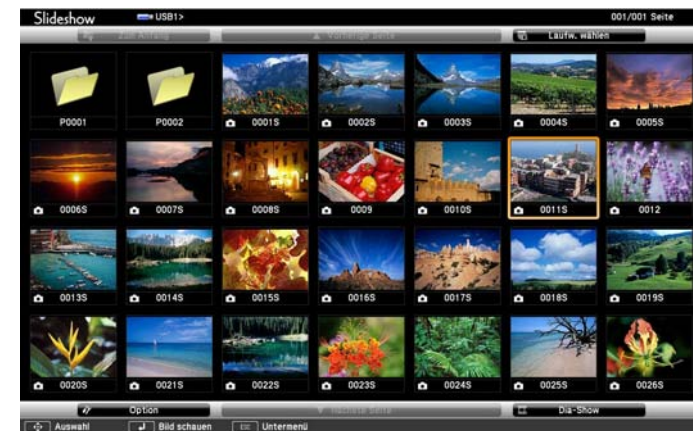 Slideshow USB1> 001/001 Seite
Zum Anfang ▲ Vorherige Seite Laufw. wählen
P0001 P0002 0001S 0002S 0003S 0004S 0005S
0006S 0007S 0008S 0009 0010S 0011S 0012
0013S 0014S 0015S 0016S 0017S 0018S 0019S
0020S 0021S 0022S 0023S 0024S 0025S 0026S
Option ▼ Nächste Seite Dia-Show
Auswahl Bild schauen Esc Untermenü